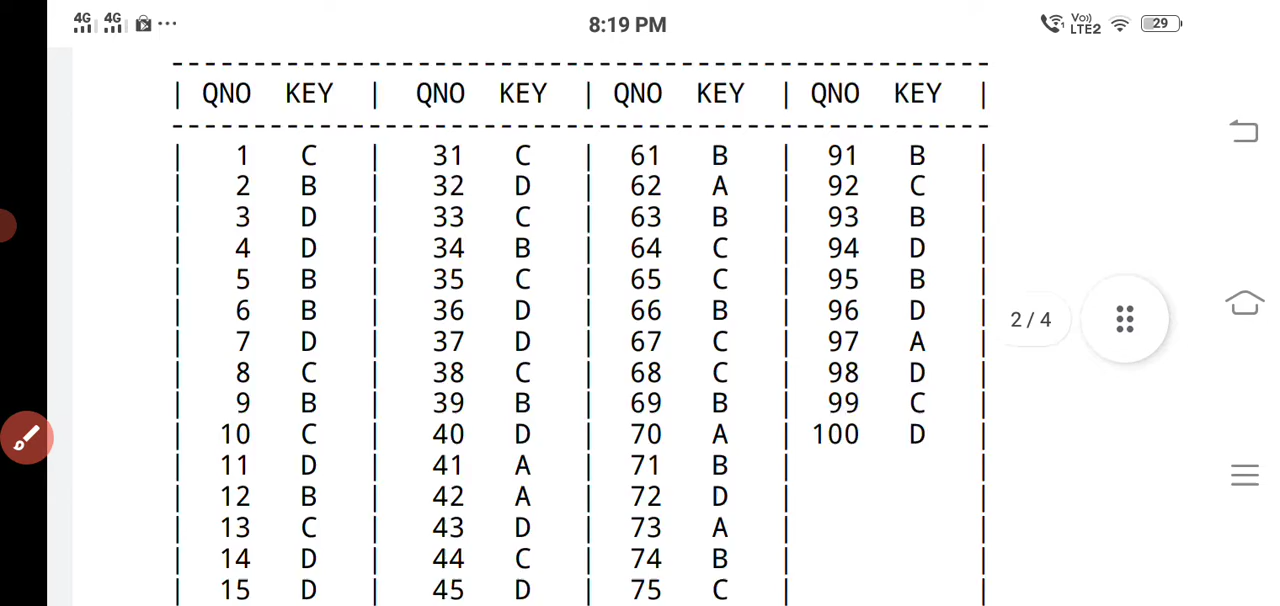 4G 4G ... 8:19 PM Vo)) LTE2 29
-----------------------------------------------
| QNO KEY | QNO KEY | QNO KEY | QNO KEY |
-----------------------------------------------
| 1 C | 31 C | 61 B | 91 B |
| 2 B | 32 D | 62 A | 92 C |
| 3 D | 33 C | 63 B | 93 B |
| 4 D | 34 B | 64 C | 94 D |
| 5 B | 35 C | 65 C | 95 B |
| 6 B | 36 D | 66 B | 96 D |
2 / 4
| 7 D | 37 D | 67 C | 97 A |
| 8 C | 38 C | 68 C | 98 D |
| 9 B | 39 B | 69 B | 99 C |
| 10 C | 40 D | 70 A | 100 D |
| 11 D | 41 A | 71 B | |
| 12 B | 42 A | 72 D | |
| 13 C | 43 D | 73 A | |
| 14 D | 44 C | 74 B | |
| 15 D | 45 D | 75 C | |